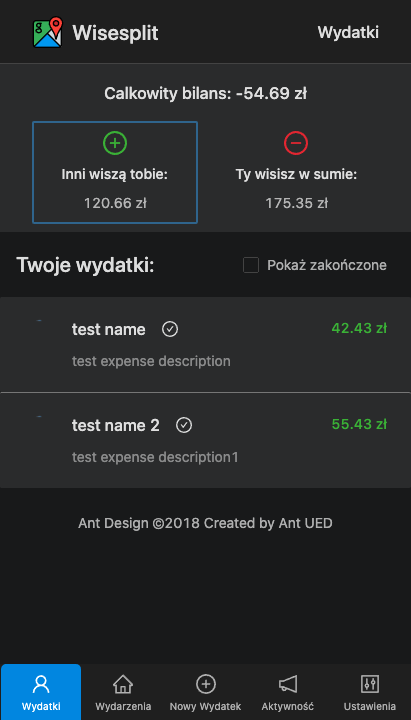 Wisesplit
Wydatki
Calkowity bilans: -54.69 zł
Inni wiszą tobie:
120.66 zł
Ty wisisz w sumie:
175.35 zł
Twoje wydatki:
Pokaż zakończone
test name
42.43 zł
test expense description
test name 2
55.43 zł
test expense description1
Ant Design ©2018 Created by Ant UED
Wydatki
Wydarzenia
Nowy Wydatek
Aktywność
Ustawienia